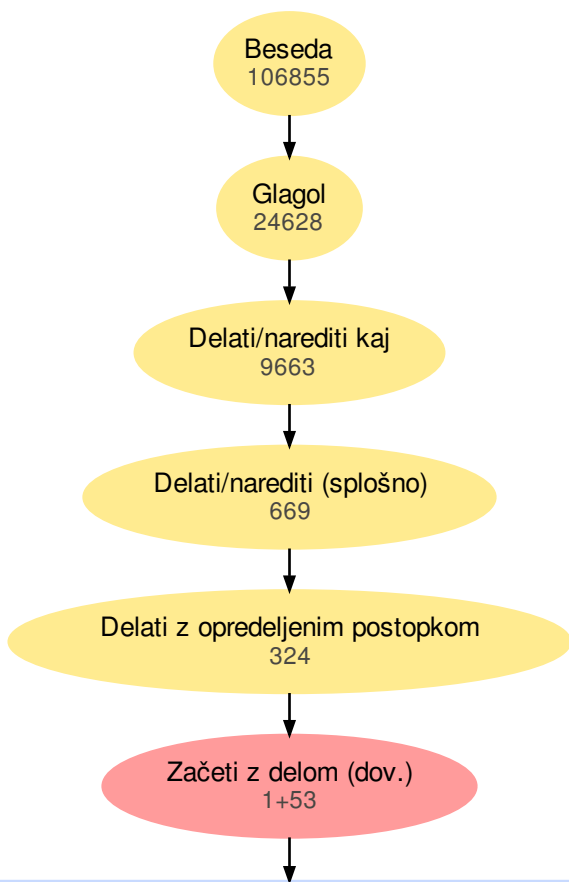 Beseda
106855
Glagol
24628
Delati/narediti kaj
9663
Delati/narediti (splošno)
669
Delati z opredeljenim postopkom
324
Začeti z delom (dov.)
1+53